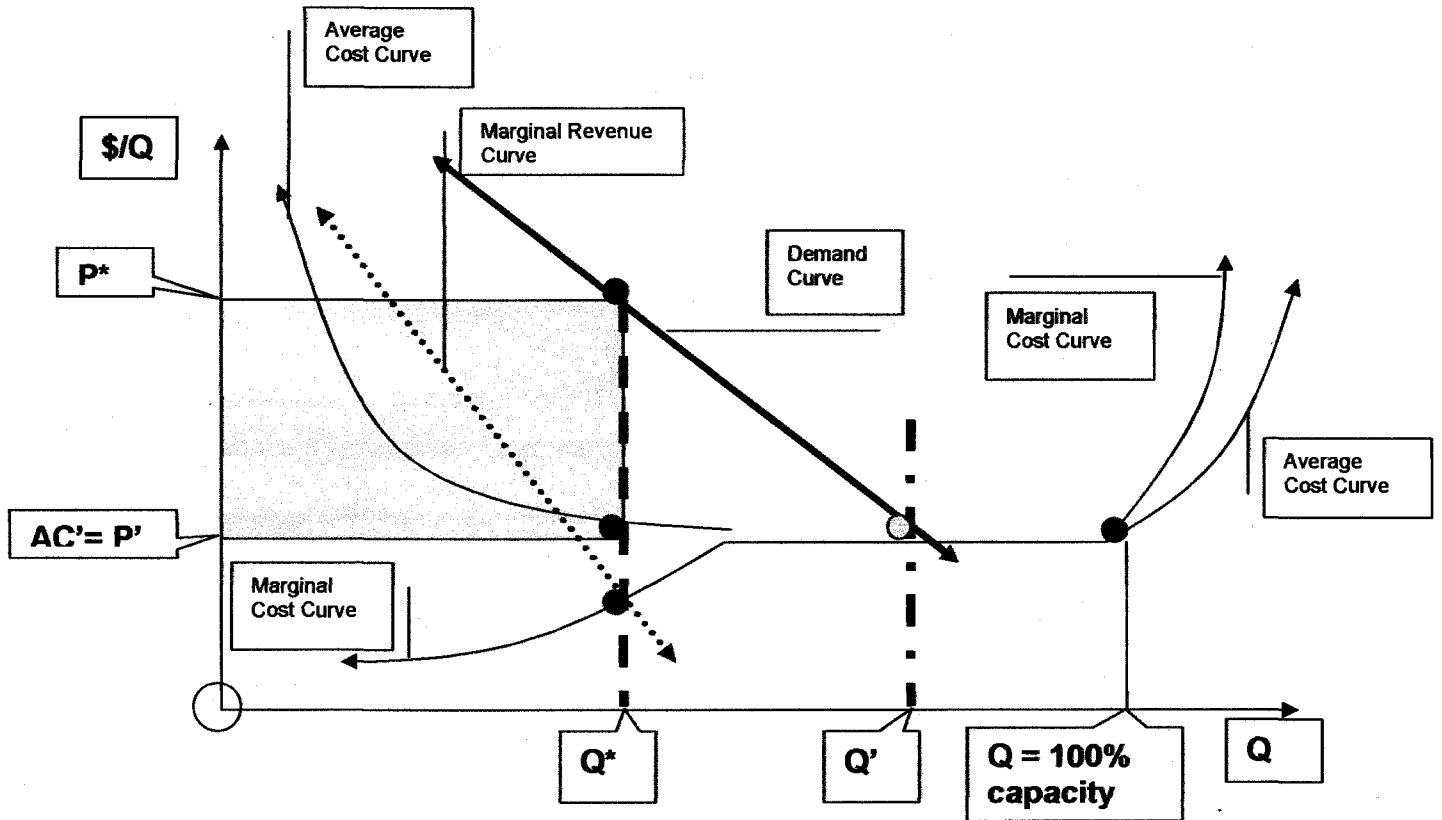 Average
Cost Curve
Marginal Revenue
Curve
$/Q
Demand
Curve
P*
Marginal
Cost Curve
Average
Cost Curve
AC'= P'
Marginal
Cost Curve
Q*
Q'
Q = 100%
capacity
Q